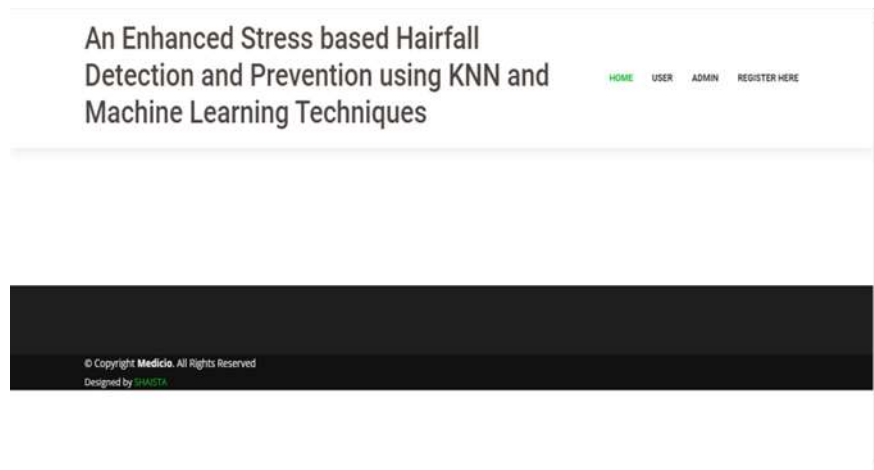 An Enhanced Stress based Hairfall
Detection and Prevention using KNN and
Machine Learning Techniques
HOME USER ADMIN REGISTER HERE
© Copyright Medicio. All Rights Reserved
Designed by SHAISTA